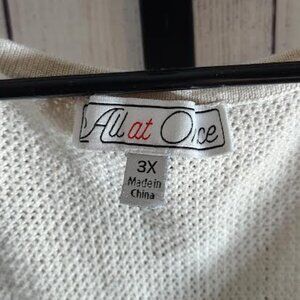 All at Once
3X
Made in
China